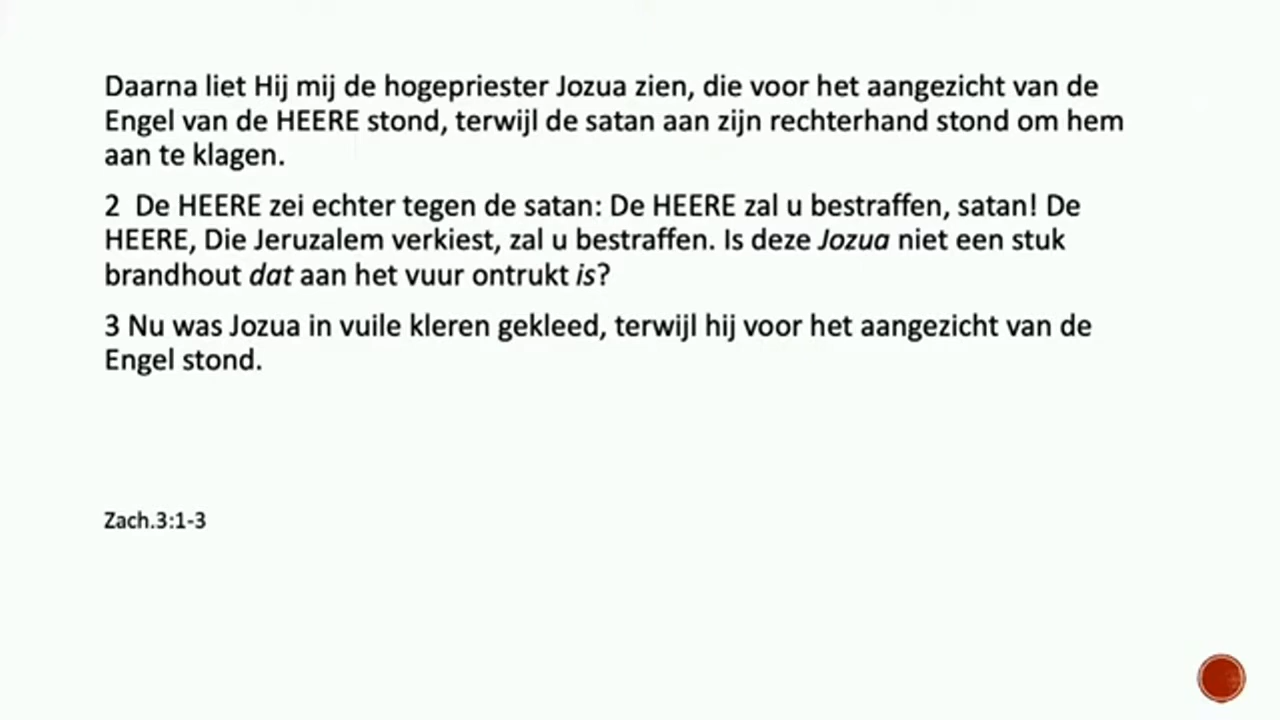 Daarna liet Hij mij de hogepriester Jozua zien, die voor het aangezicht van de
Engel van de HEERE stond, terwijl de satan aan zijn rechterhand stond om hem
aan te klagen.
2  De HEERE zei echter tegen de satan: De HEERE zal u bestraffen, satan! De
HEERE, Die Jeruzalem verkiest, zal u bestraffen. Is deze Jozua niet een stuk
brandhout dat aan het vuur ontrukt is?
3 Nu was Jozua in vuile kleren gekleed, terwijl hij voor het aangezicht van de
Engel stond.
Zach.3:1-3